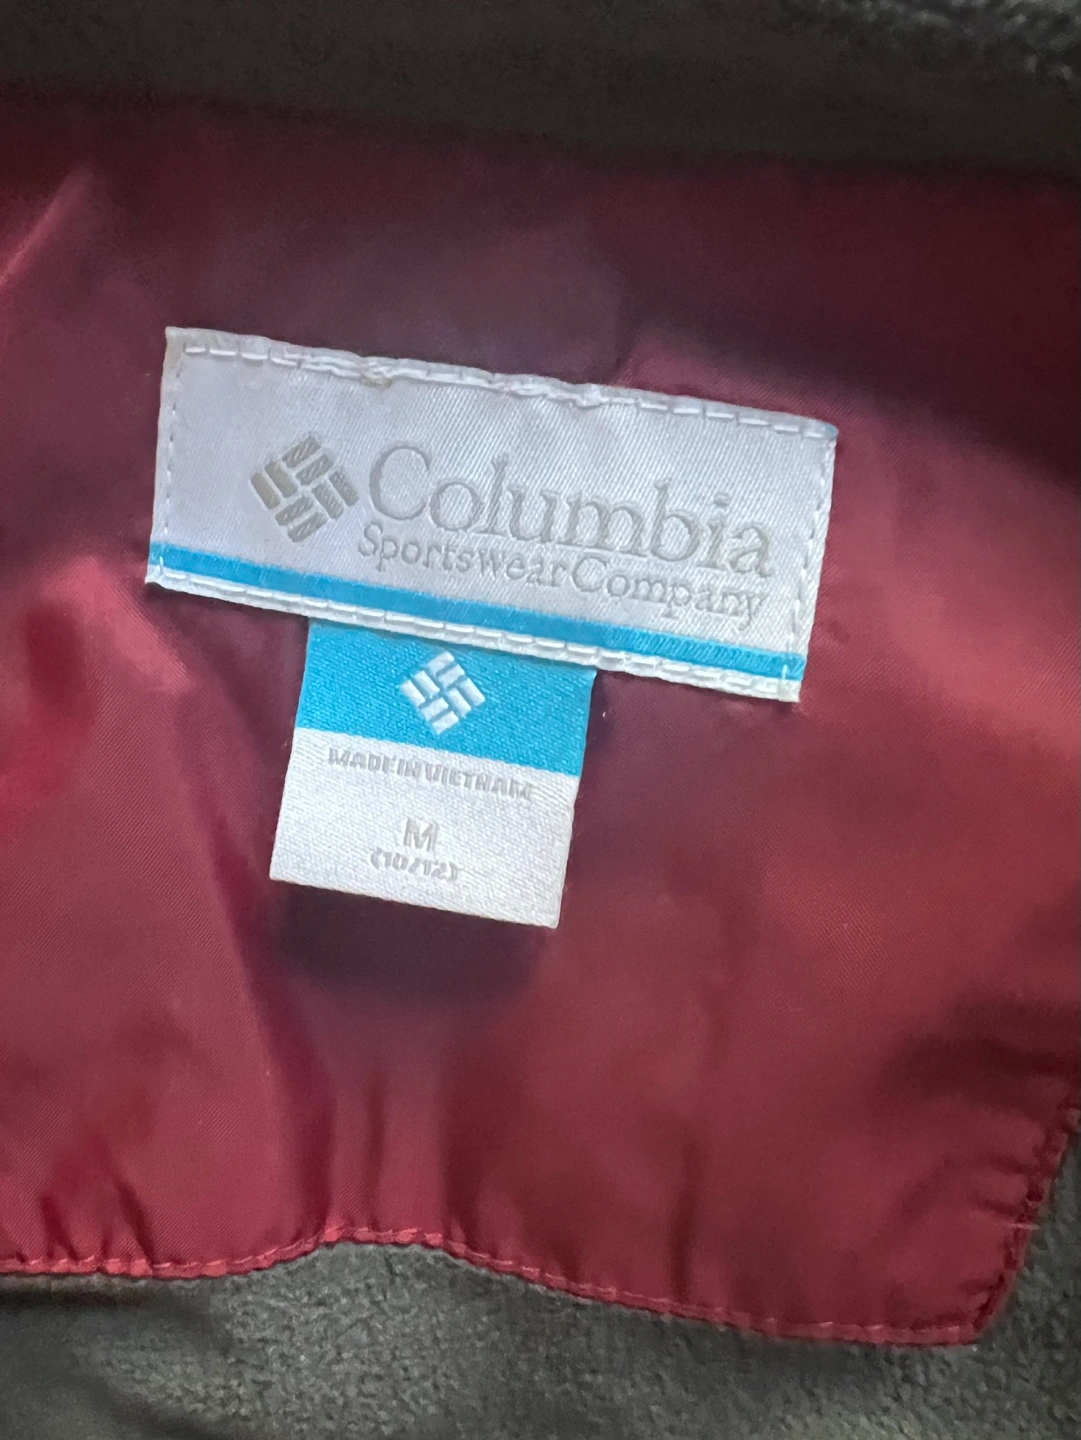 Columbia
Sportswear Company
MADE IN VIETNAM
M
(10/12)